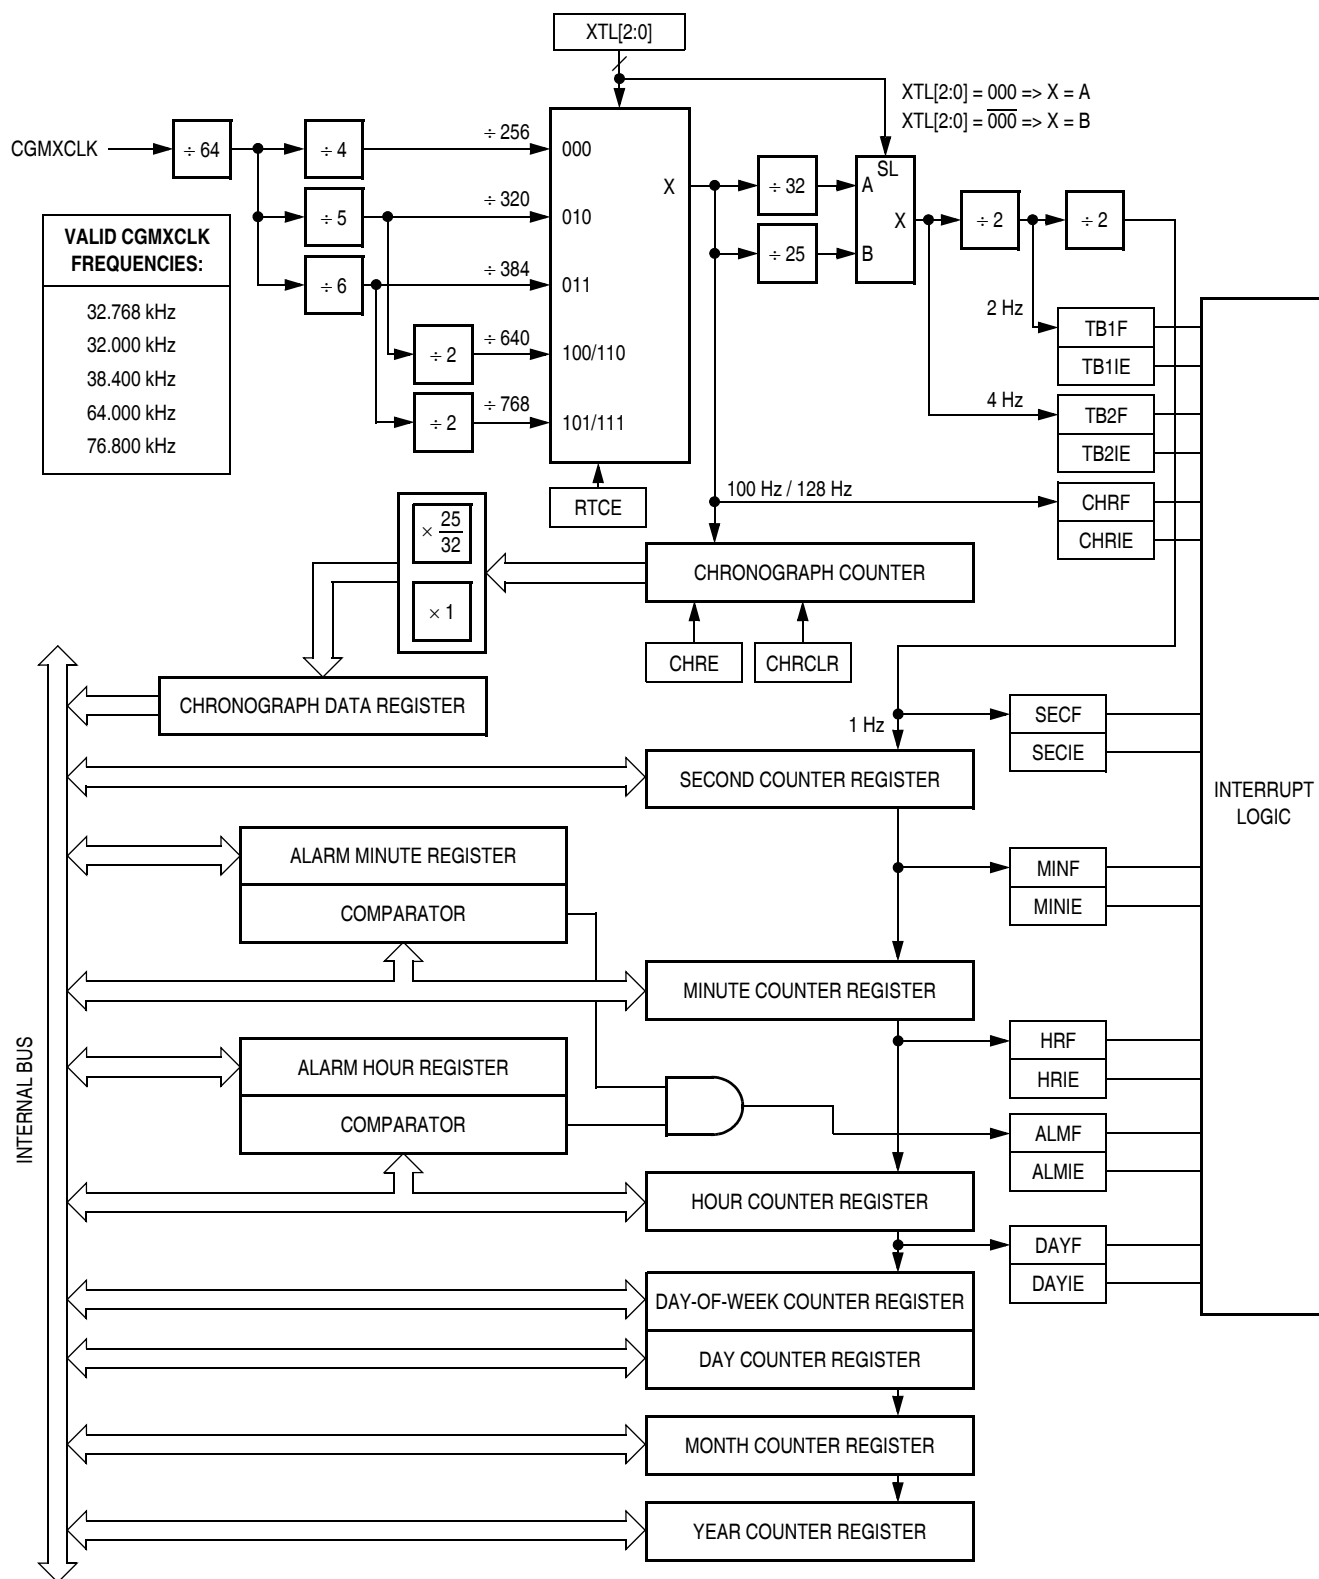 XTL[2:0]
XTL[2:0] = 000 => X = A
XTL[2:0] = 000 => X = B
CGMXCLK
÷ 64
÷ 4
÷ 256
000
÷ 5
÷ 320
010
÷ 6
÷ 384
011
÷ 2
÷ 640
100/110
÷ 2
÷ 768
101/111
X
÷ 32
÷ 25
SL
A
B
X
÷ 2
÷ 2
VALID CGMXCLK
FREQUENCIES:
32.768 kHz
32.000 kHz
38.400 kHz
64.000 kHz
76.800 kHz
RTCE
2 Hz
TB1F
TB1IE
4 Hz
TB2F
TB2IE
100 Hz / 128 Hz
CHRF
CHRIE
× 25
32
× 1
CHRONOGRAPH COUNTER
CHRE
CHRCLR
CHRONOGRAPH DATA REGISTER
1 Hz
SECF
SECIE
SECOND COUNTER REGISTER
INTERRUPT
LOGIC
ALARM MINUTE REGISTER
COMPARATOR
MINF
MINIE
MINUTE COUNTER REGISTER
INTERNAL BUS
ALARM HOUR REGISTER
COMPARATOR
HRF
HRIE
ALMF
ALMIE
HOUR COUNTER REGISTER
DAYF
DAYIE
DAY-OF-WEEK COUNTER REGISTER
DAY COUNTER REGISTER
MONTH COUNTER REGISTER
YEAR COUNTER REGISTER